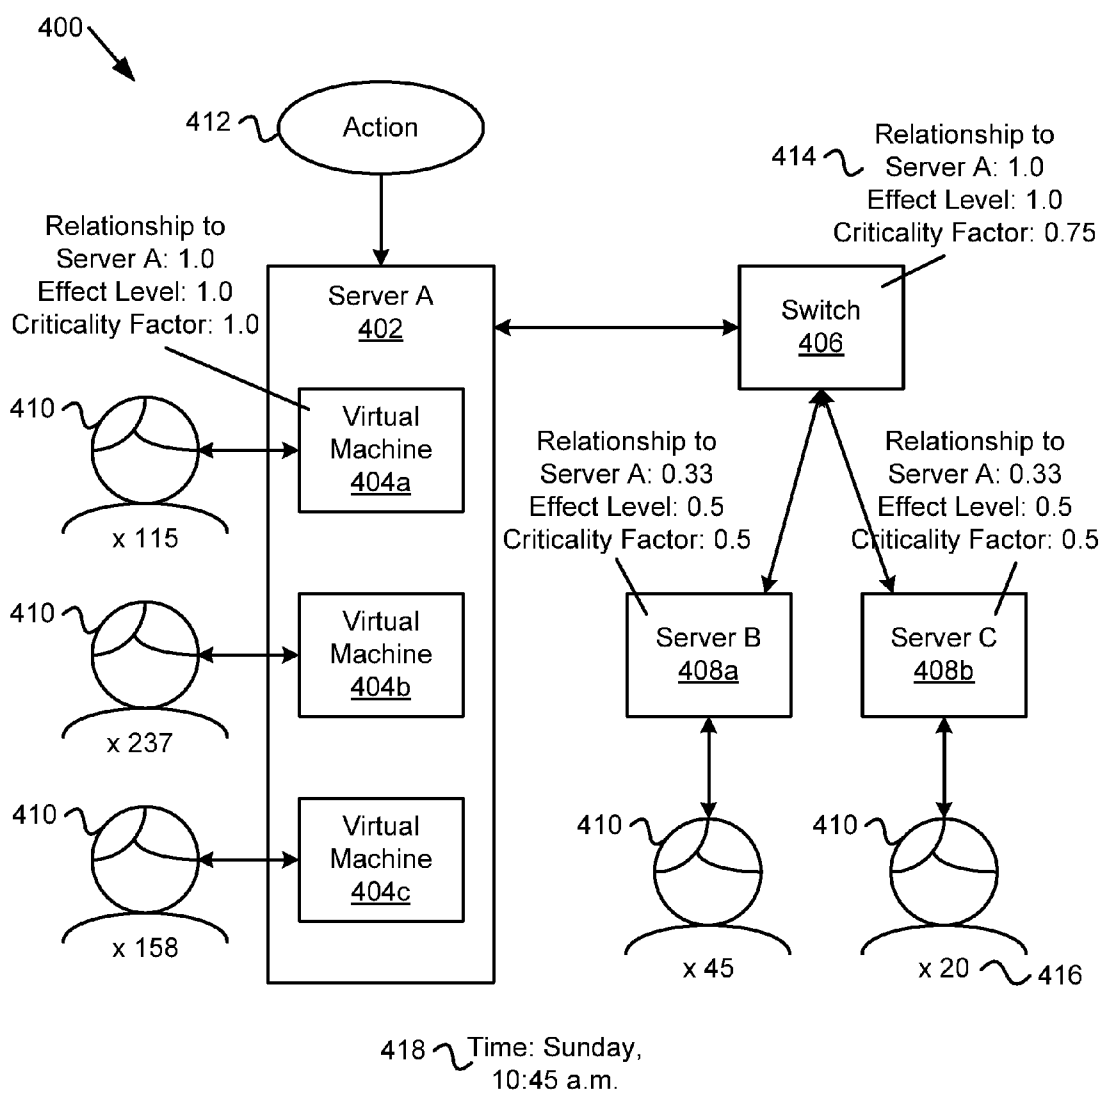 400
412
Action
414
Relationship to
Server A: 1.0
Effect Level: 1.0
Criticality Factor: 0.75
Relationship to
Server A: 1.0
Effect Level: 1.0
Criticality Factor: 1.0
Server A
402
Switch
406
410
Virtual
Machine
404a
x 115
Relationship to
Server A: 0.33
Effect Level: 0.5
Criticality Factor: 0.5
Relationship to
Server A: 0.33
Effect Level: 0.5
Criticality Factor: 0.5
410
Virtual
Machine
404b
x 237
Server B
408a
Server C
408b
410
Virtual
Machine
404c
x 158
410
x 45
410
x 20
416
418
Time: Sunday,
10:45 a.m.